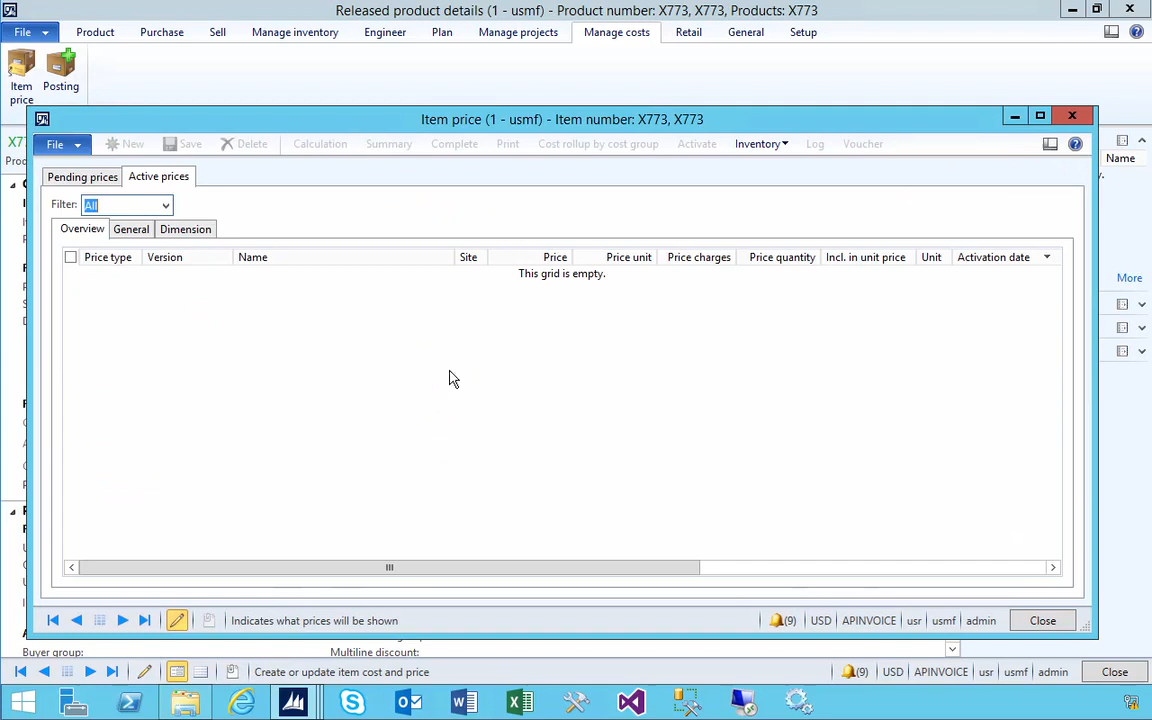 Released product details (1 - usmf) - Product number: X773, X773, Products: X773
File Product Purchase Sell Manage inventory Engineer Plan Manage projects Manage costs Retail General Setup
Item price
Posting
Item price (1 - usmf) - Item number: X773, X773
File New Save Delete Calculation Summary Complete Print Cost rollup by cost group Activate Inventory Log Voucher
Name
Pending prices Active prices
Filter: All
Overview General Dimension
Price type Version Name Site Price Price unit Price charges Price quantity Incl. in unit price Unit Activation date
This grid is empty.
More
Indicates what prices will be shown (9) USD APINVOICE usr usmf admin Close
Buyer group: Multiline discount:
Create or update item cost and price (9) USD APINVOICE usr usmf admin Close